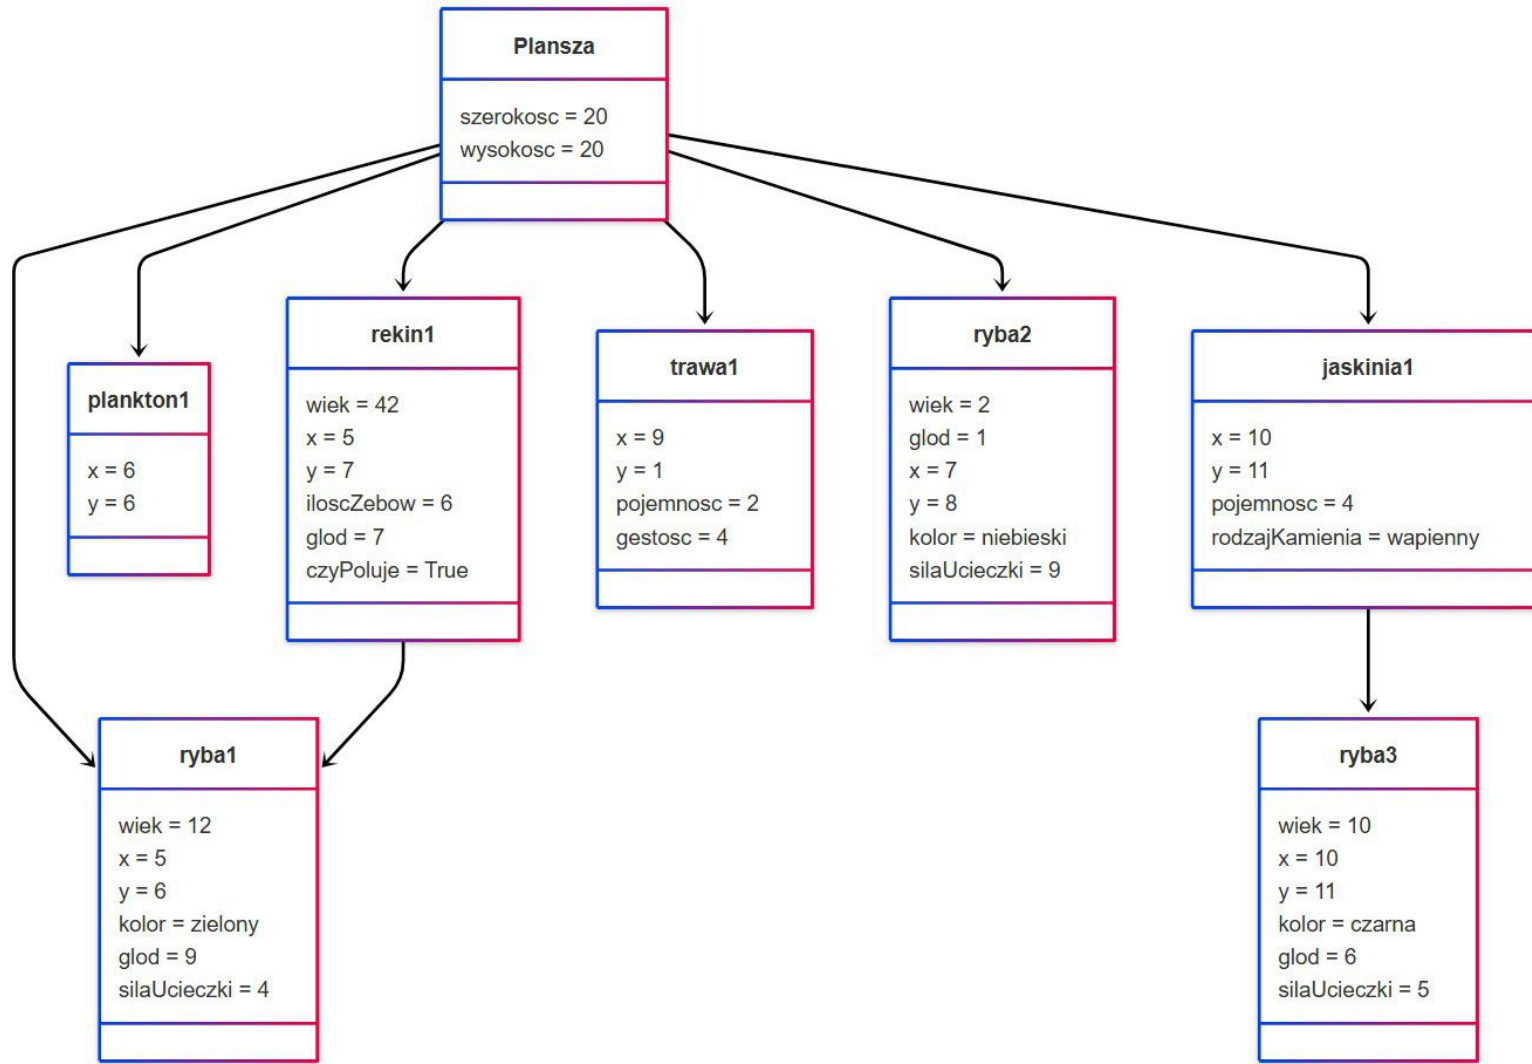 Plansza
szerokosc = 20
wysokosc = 20
plankton1
x = 6
y = 6
rekin1
wiek = 42
x = 5
y = 7
iloscZebow = 6
glod = 7
czyPoluje = True
trawa1
x = 9
y = 1
pojemnosc = 2
gestosc = 4
ryba2
wiek = 2
glod = 1
x = 7
y = 8
kolor = niebieski
silaUcieczki = 9
jaskinia1
x = 10
y = 11
pojemnosc = 4
rodzajKamienia = wapienny
ryba1
wiek = 12
x = 5
y = 6
kolor = zielony
glod = 9
silaUcieczki = 4
ryba3
wiek = 10
x = 10
y = 11
kolor = czarna
glod = 6
silaUcieczki = 5